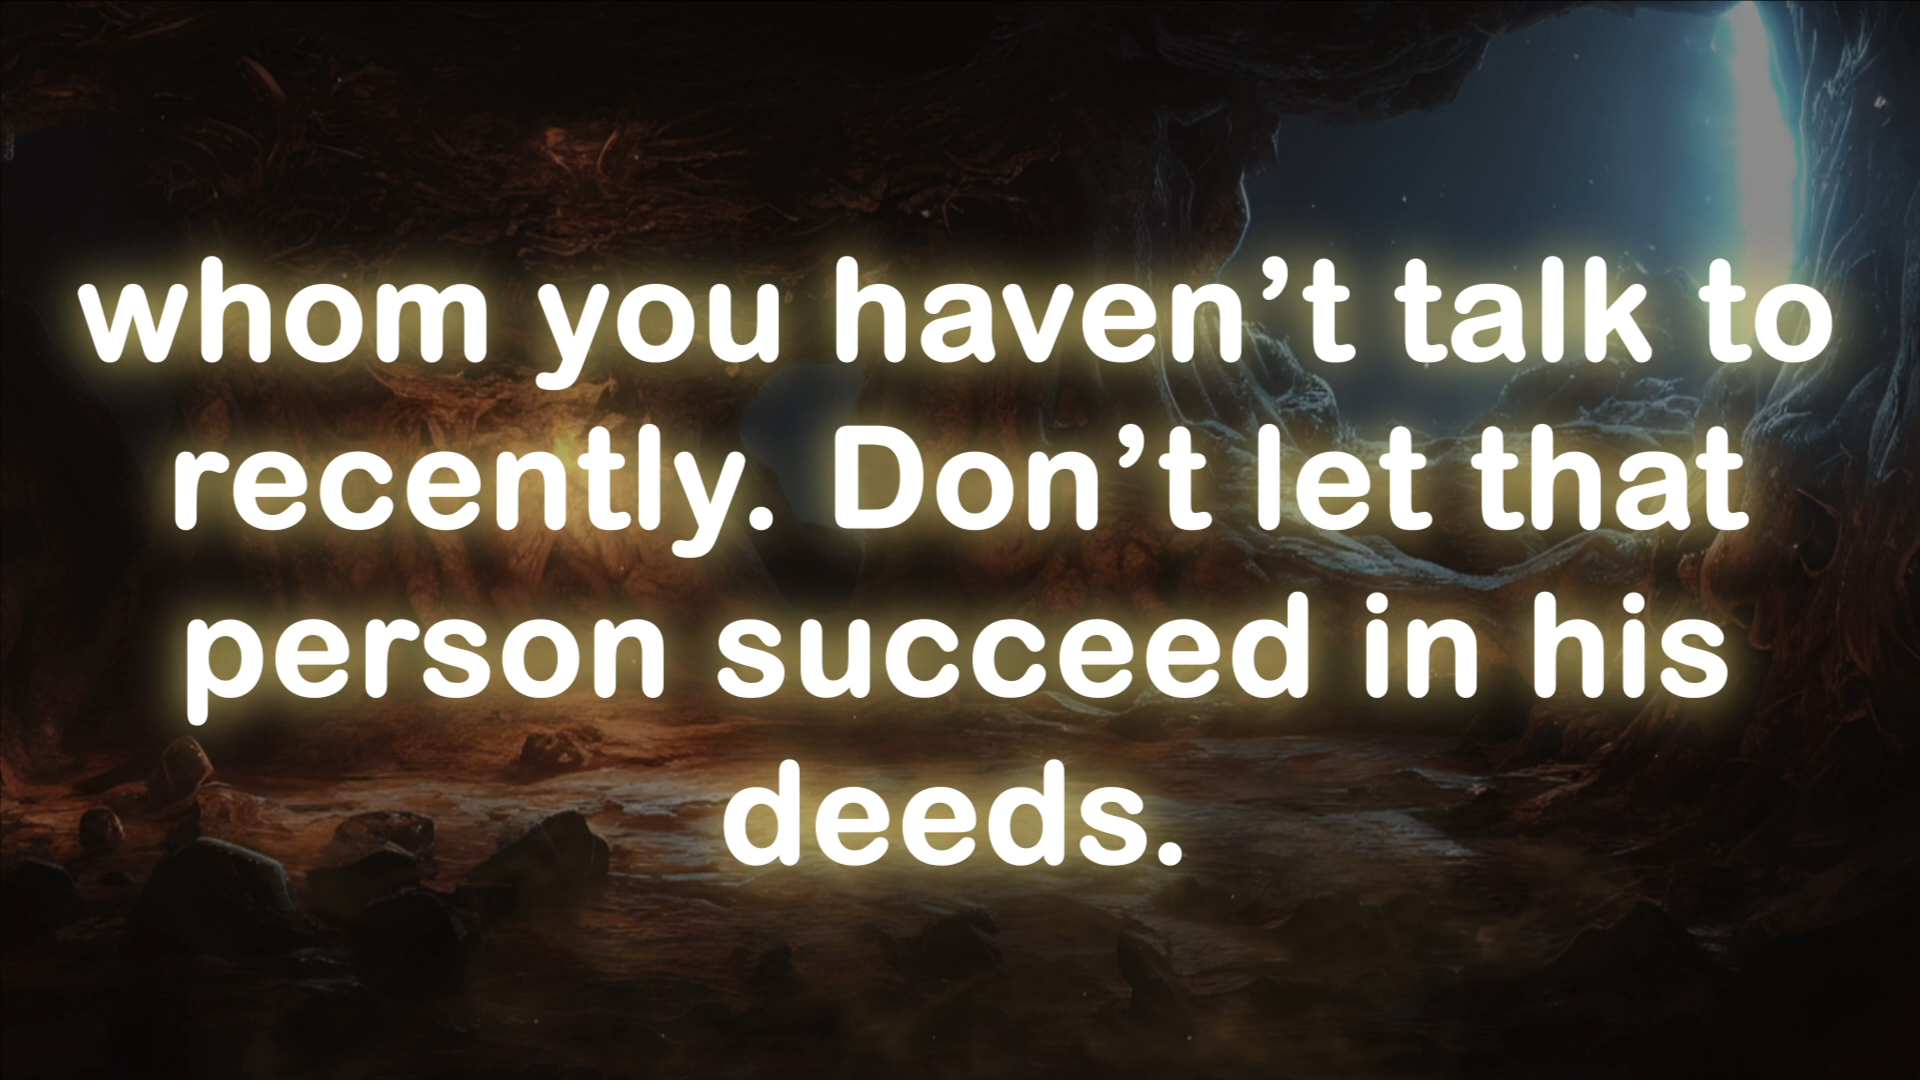 whom you haven’t talk to
recently. Don’t let that
person succeed in his
deeds.